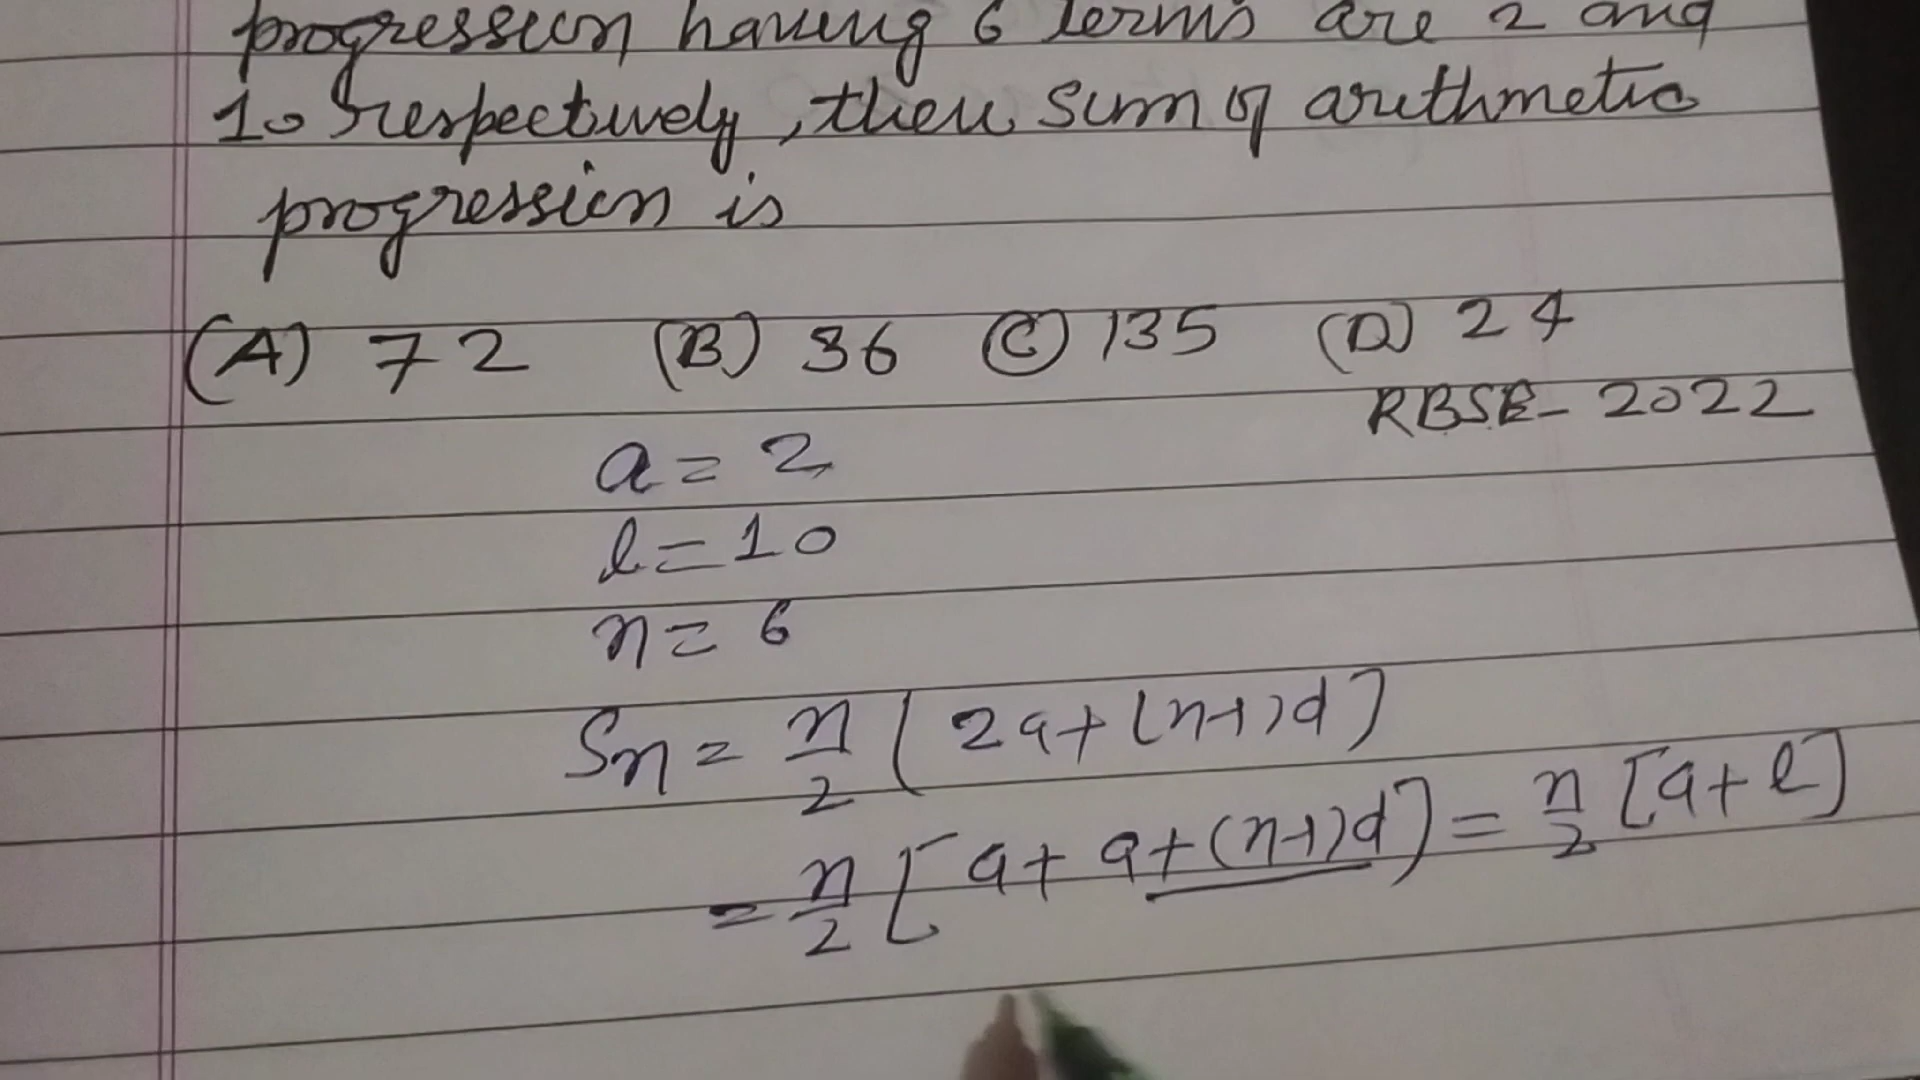 progression having 6 terms are 2 and
10 respectively, then sum of arithmetic
progression is
(A) 72 (B) 36 (C) 135 (D) 24
RBSE-2022
a = 2
l = 10
n = 6
Sn = n/2 [2a+(n-1)d]
= n/2 [a+a+(n-1)d] = n/2 [a+l]